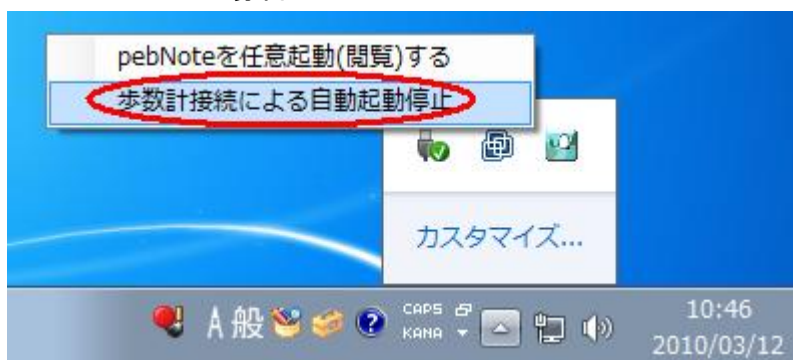 pebNoteを任意起動(閲覧)する
歩数計接続による自動起動停止
カスタマイズ...
A 般
CAPS
KANA
10:46
2010/03/12